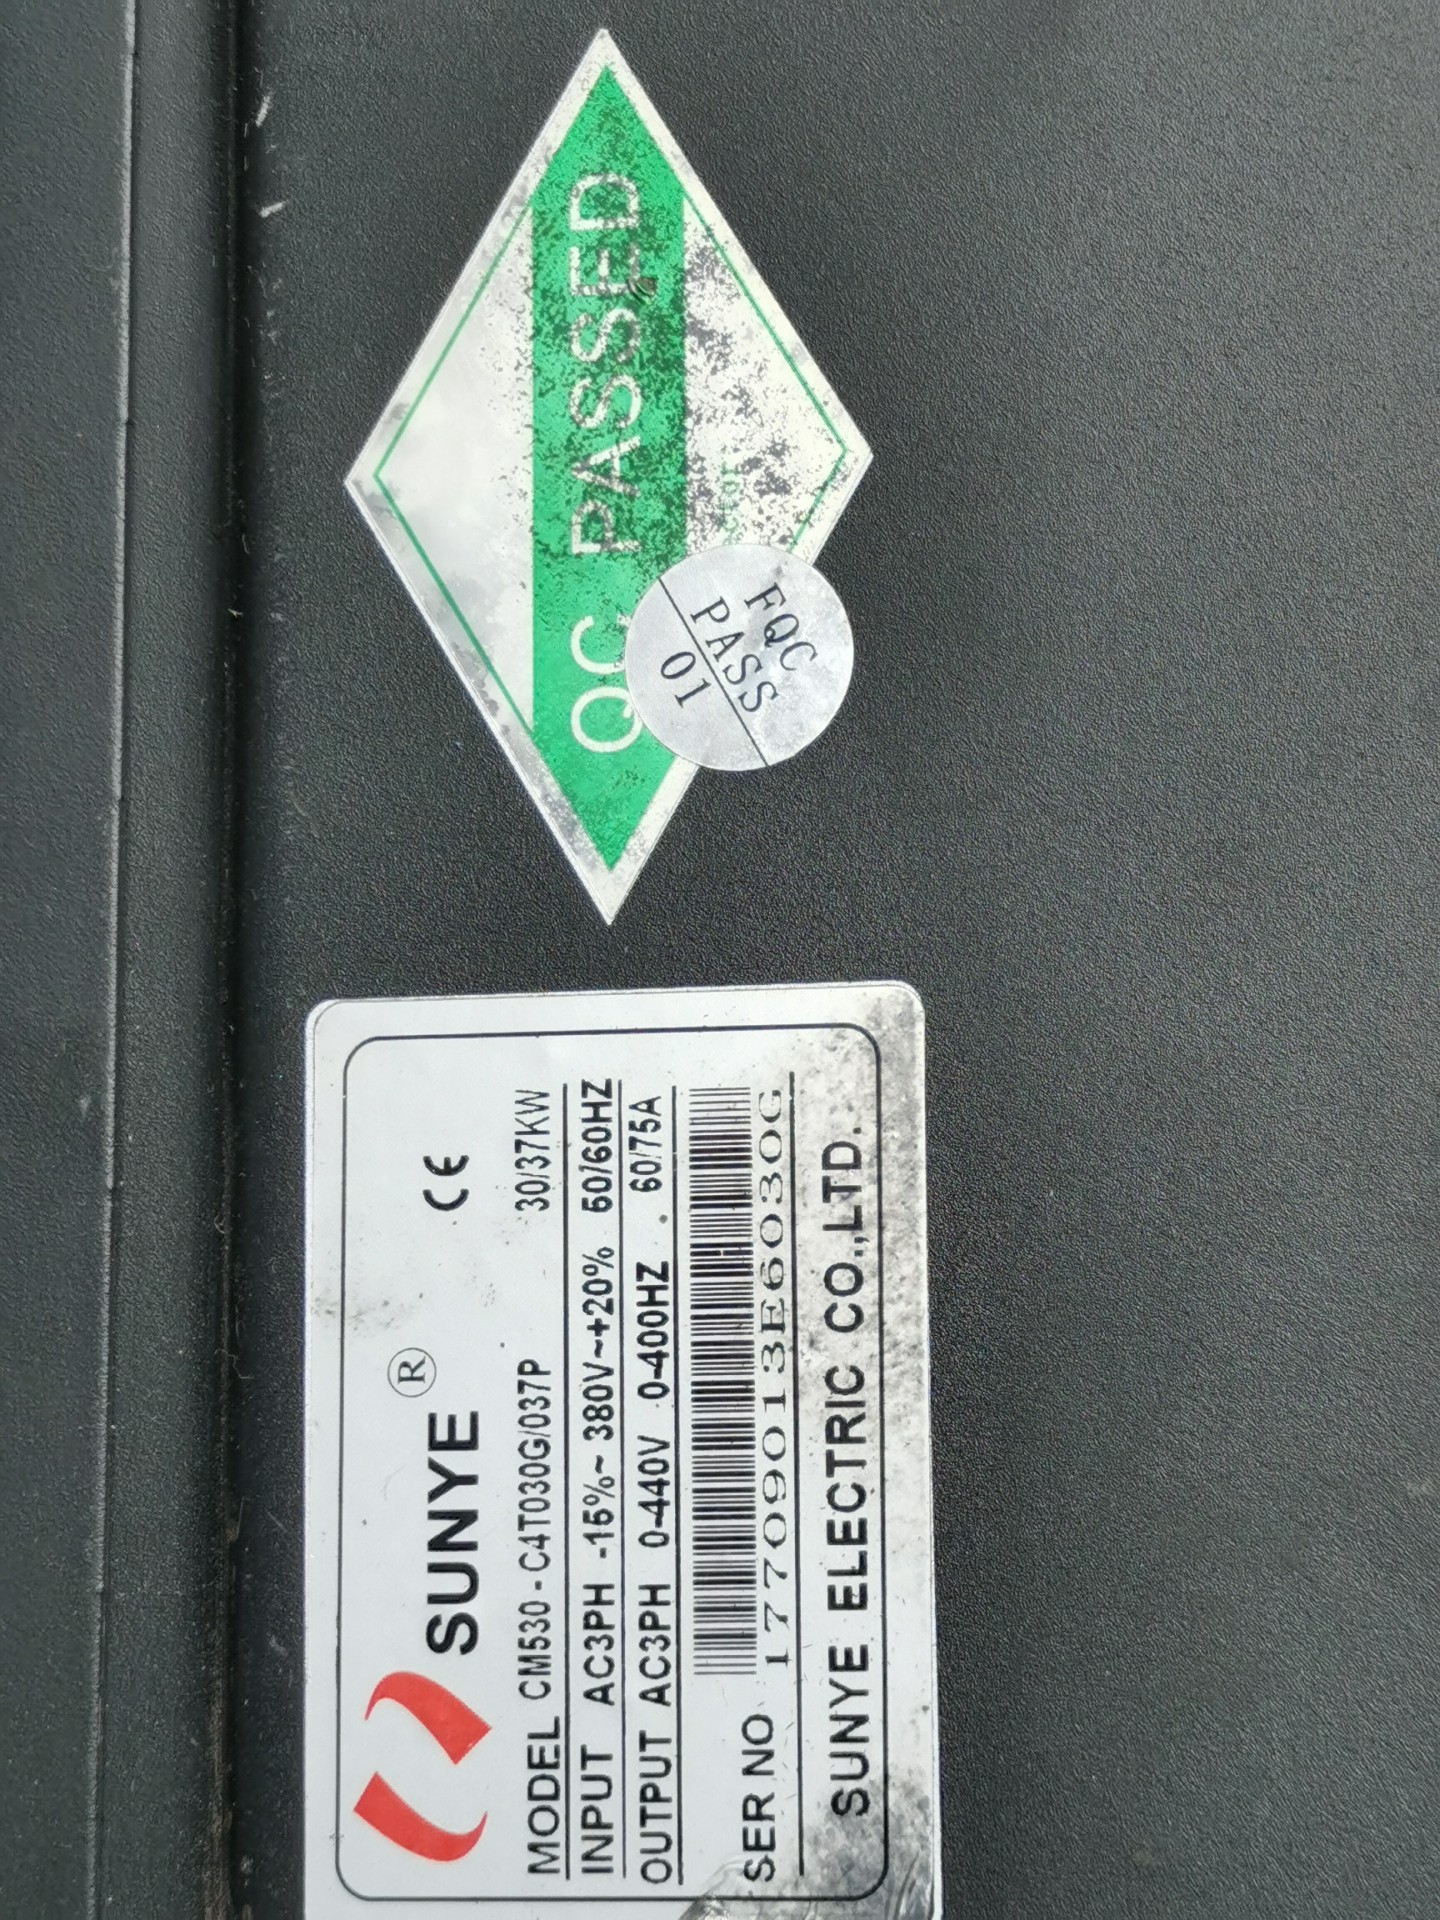 QC PASSED
FQC
PASS
01
SUNYE ® CE
MODEL CM530-C4T030G/037P 30/37KW
INPUT AC3PH -15%~ 380V~+20% 50/60HZ
OUTPUT AC3PH 0-440V 0-400HZ 60/75A
SER NO 17709013E6030G
SUNYE ELECTRIC CO.,LTD.